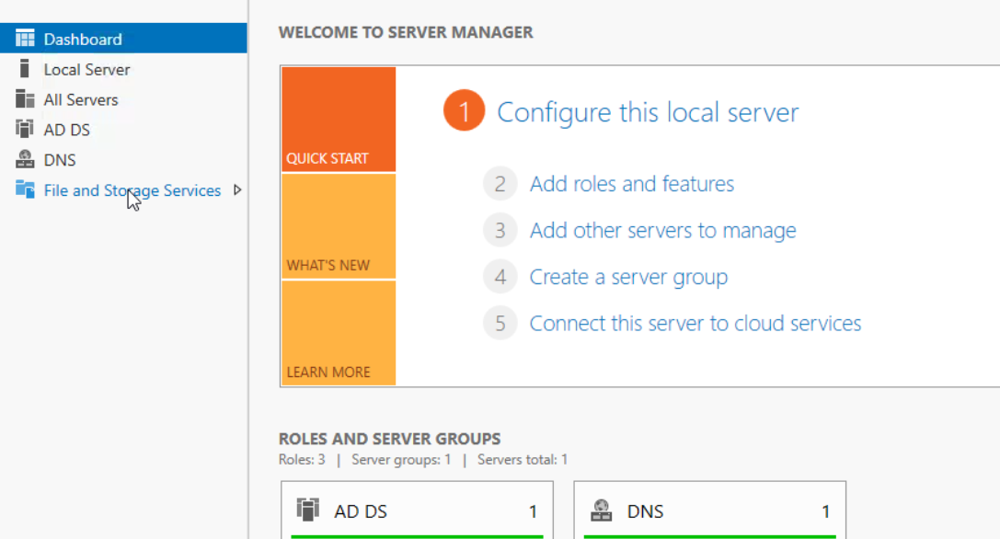 Dashboard
Local Server
All Servers
AD DS
DNS
File and Storage Services
WELCOME TO SERVER MANAGER
QUICK START
WHAT'S NEW
LEARN MORE
1 Configure this local server
2 Add roles and features
3 Add other servers to manage
4 Create a server group
5 Connect this server to cloud services
ROLES AND SERVER GROUPS
Roles: 3 | Server groups: 1 | Servers total: 1
AD DS 1
DNS 1